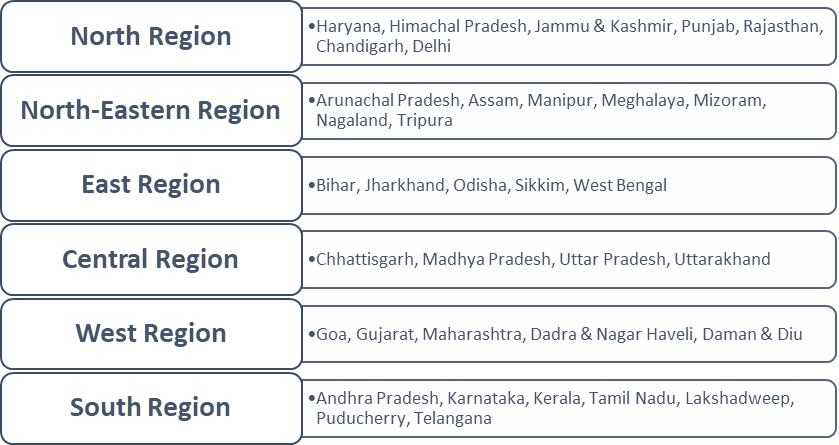 North Region
•Haryana, Himachal Pradesh, Jammu & Kashmir, Punjab, Rajasthan,
Chandigarh, Delhi
North-Eastern Region
•Arunachal Pradesh, Assam, Manipur, Meghalaya, Mizoram,
Nagaland, Tripura
East Region
•Bihar, Jharkhand, Odisha, Sikkim, West Bengal
Central Region
•Chhattisgarh, Madhya Pradesh, Uttar Pradesh, Uttarakhand
West Region
•Goa, Gujarat, Maharashtra, Dadra & Nagar Haveli, Daman & Diu
South Region
•Andhra Pradesh, Karnataka, Kerala, Tamil Nadu, Lakshadweep,
Puducherry, Telangana